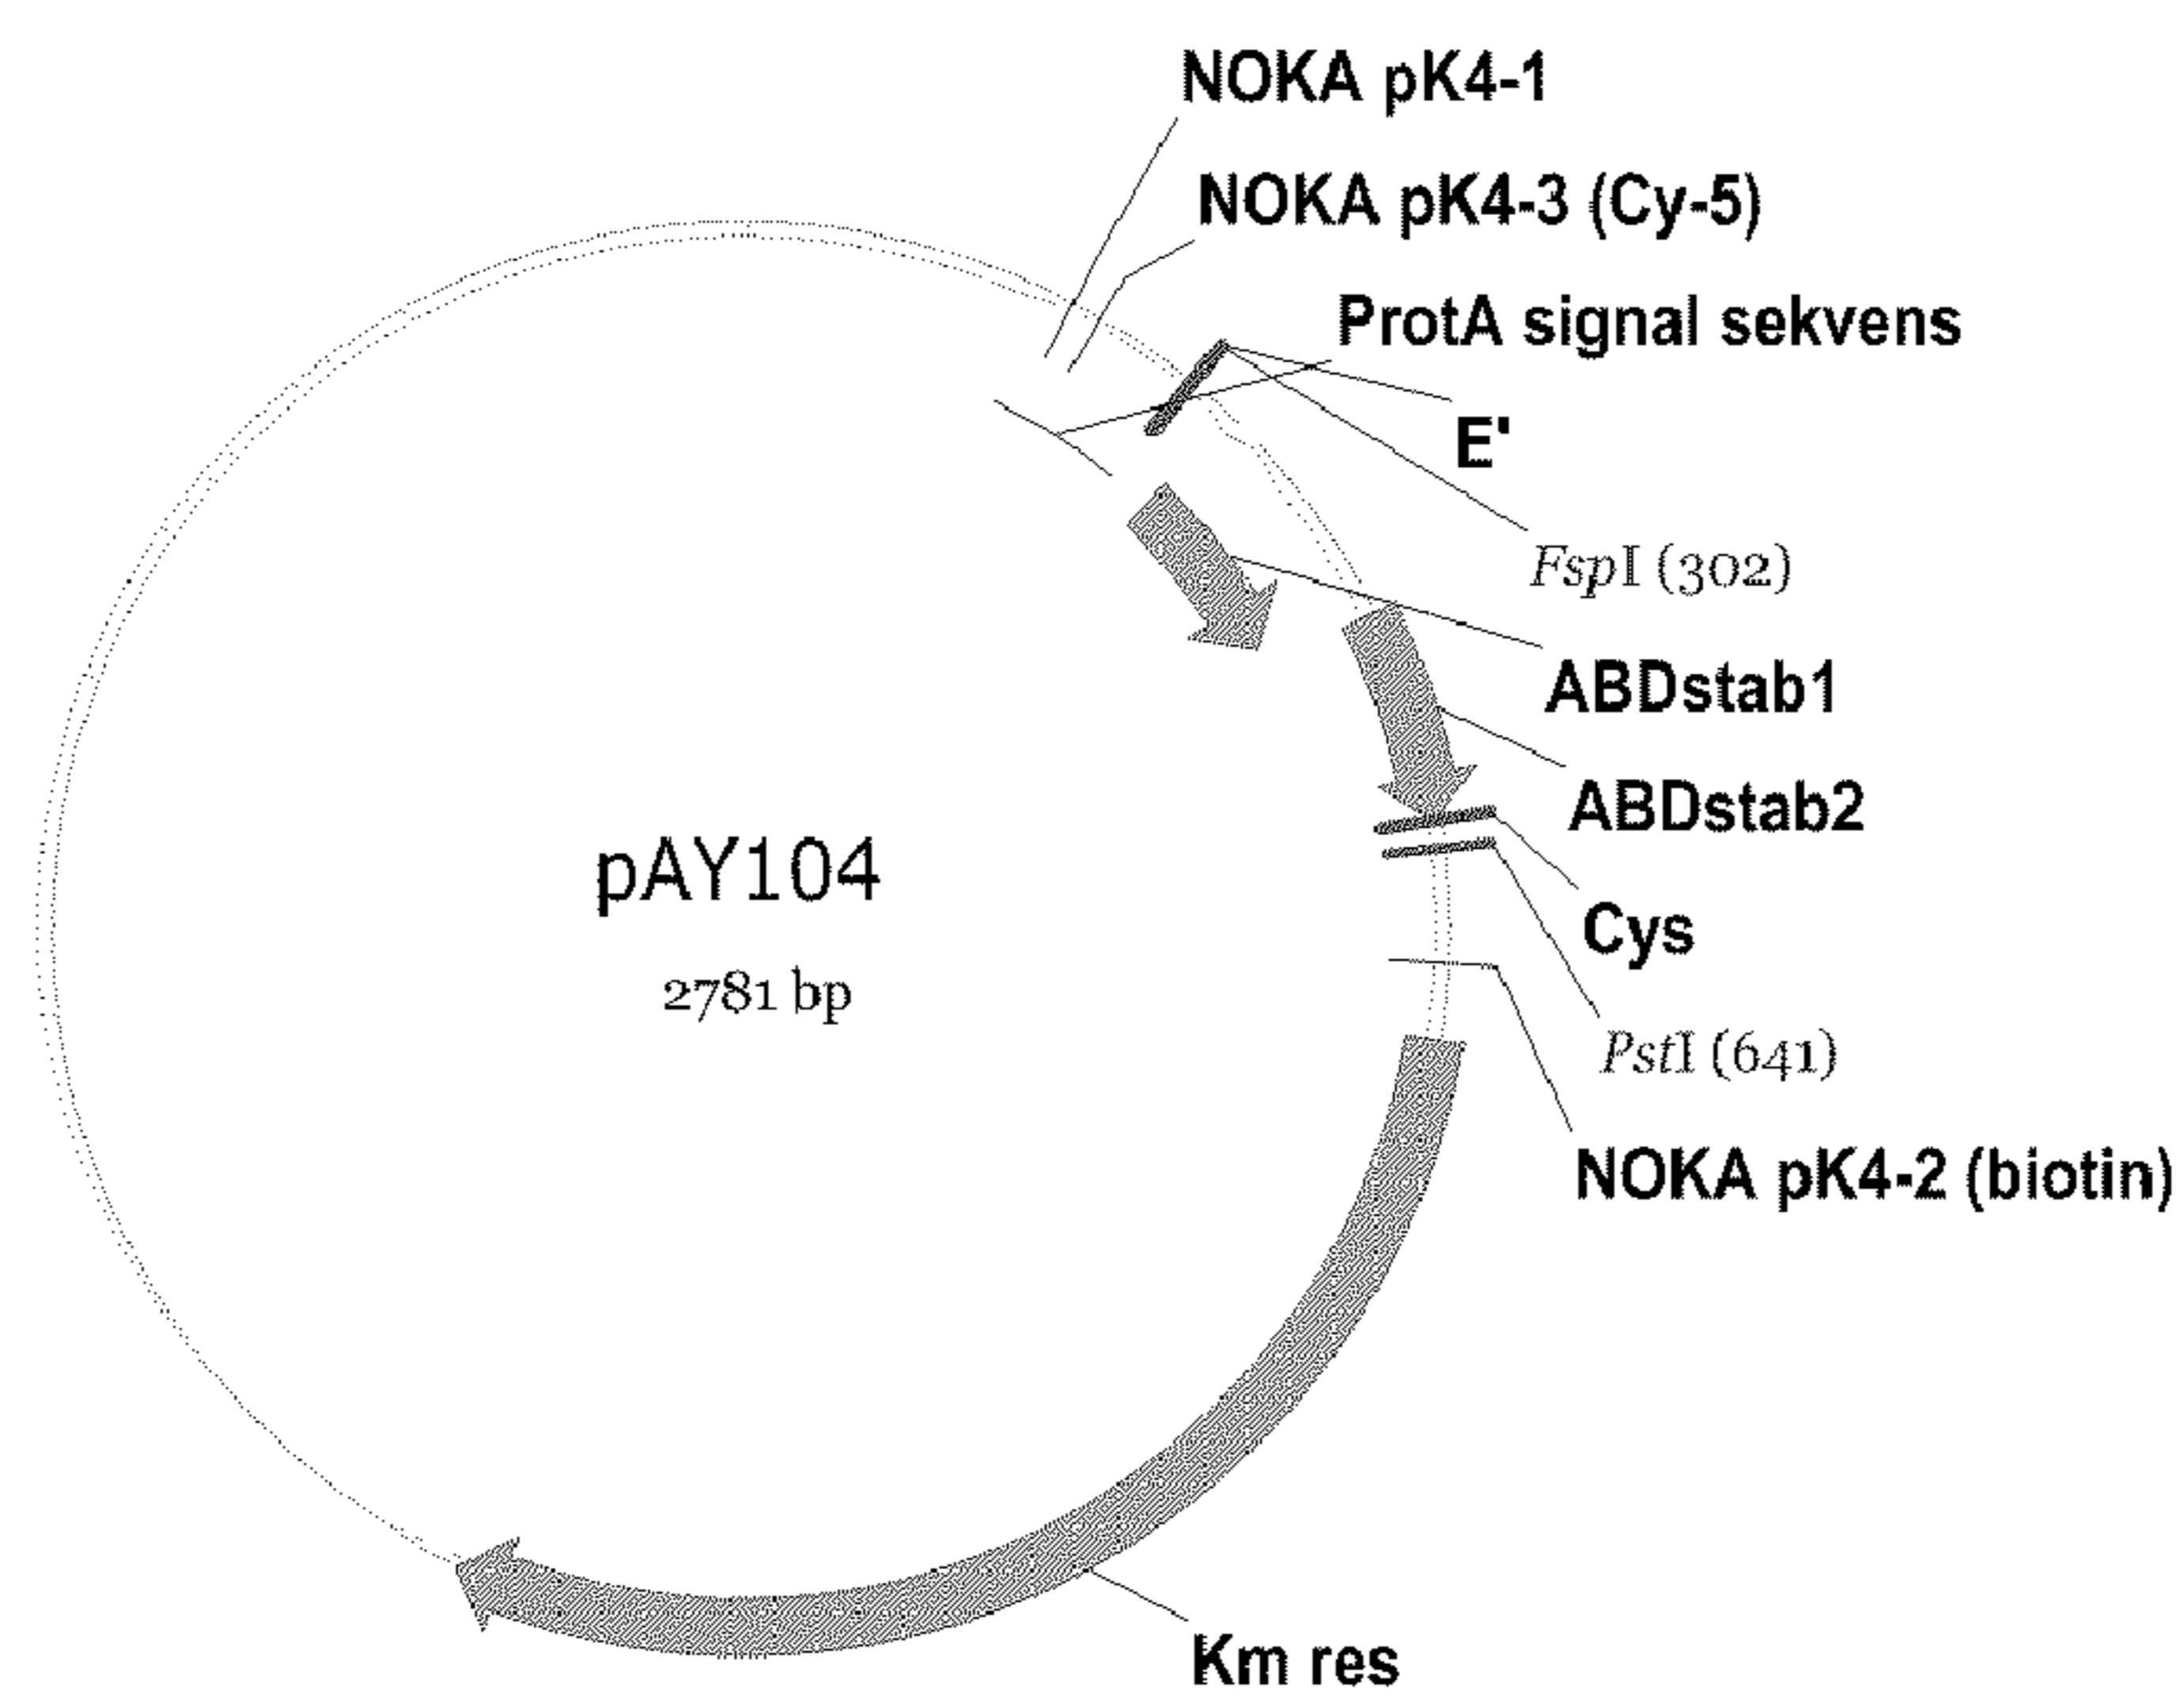 NOKA pK4-1
NOKA pK4-3 (Cy-5)
ProtA signal sekvens
E'
FspI (302)
ABDstab1
ABDstab2
pAY104
2781 bp
Cys
PstI (641)
NOKA pK4-2 (biotin)
Km res